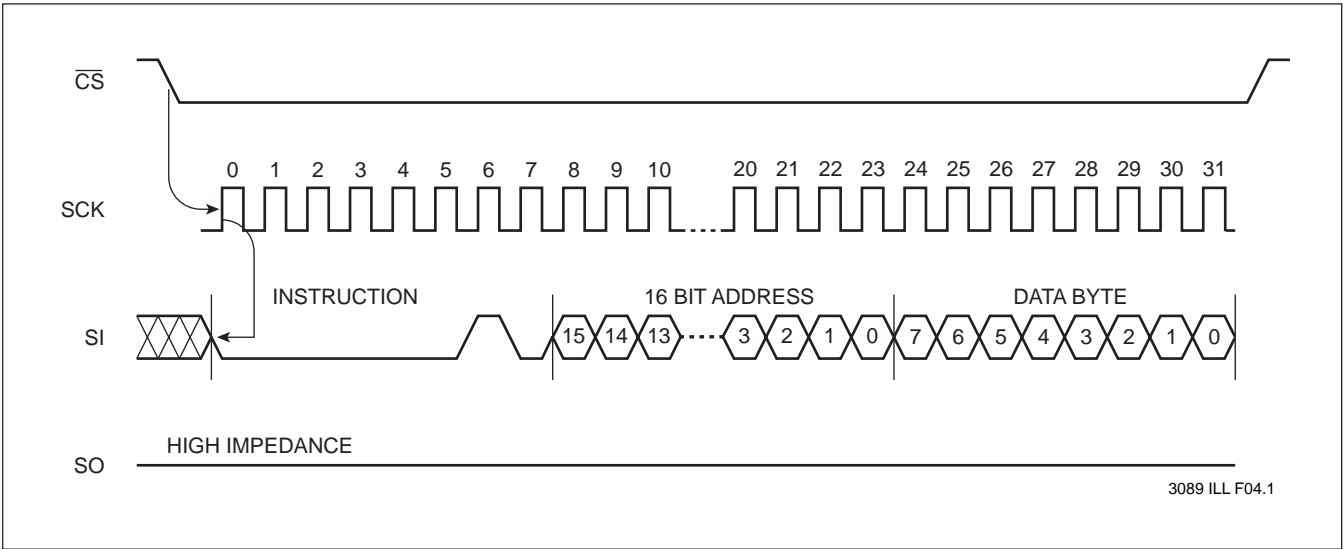 CS
0 1 2 3 4 5 6 7 8 9 10 20 21 22 23 24 25 26 27 28 29 30 31
SCK
INSTRUCTION 16 BIT ADDRESS DATA BYTE
SI 15 14 13 3 2 1 0 7 6 5 4 3 2 1 0
HIGH IMPEDANCE
SO
3089 ILL F04.1